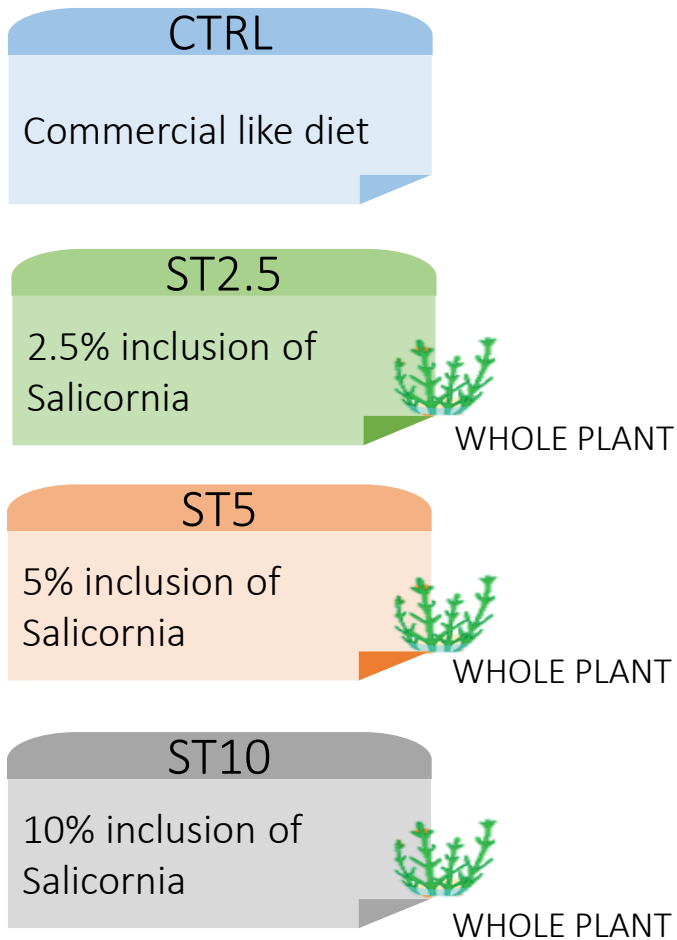 CTRL
Commercial like diet
ST2.5
2.5% inclusion of
Salicornia
WHOLE PLANT
ST5
5% inclusion of
Salicornia
WHOLE PLANT
ST10
10% inclusion of
Salicornia
WHOLE PLANT